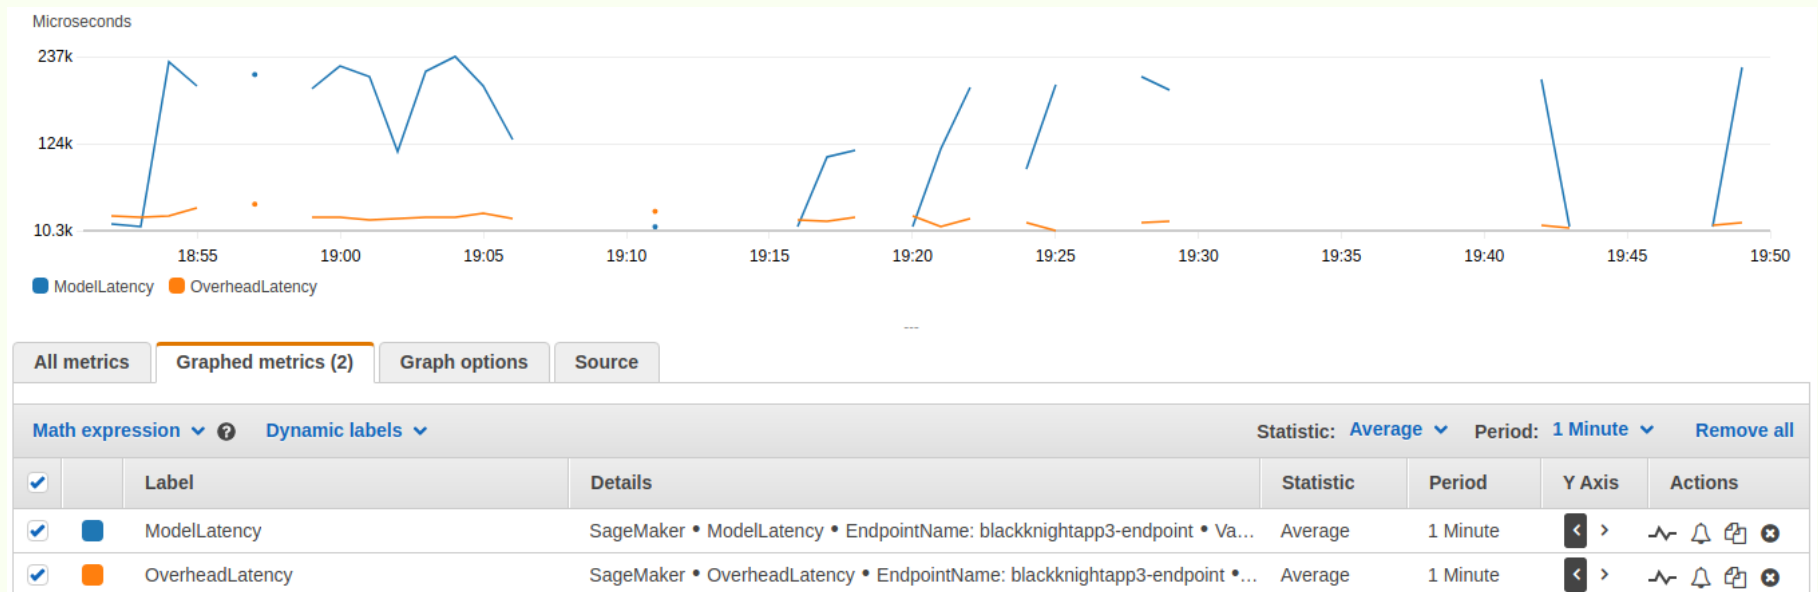 Microseconds
237k
124k
10.3k
18:55 19:00 19:05 19:10 19:15 19:20 19:25 19:30 19:35 19:40 19:45 19:50
ModelLatency OverheadLatency
All metrics Graphed metrics (2) Graph options Source
Math expression ? Dynamic labels Statistic: Average Period: 1 Minute Remove all
Label Details Statistic Period Y Axis Actions
ModelLatency SageMaker • ModelLatency • EndpointName: blackknightapp3-endpoint • Va... Average 1 Minute < >
OverheadLatency SageMaker • OverheadLatency • EndpointName: blackknightapp3-endpoint •... Average 1 Minute < >